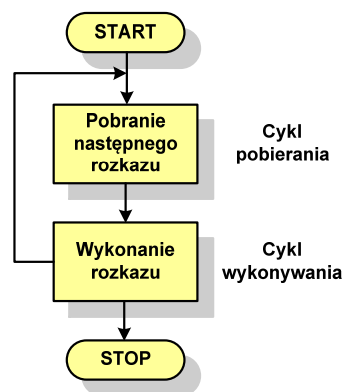 START
Pobranie
następnego
rozkazu
Cykl
pobierania
Wykonanie
rozkazu
Cykl
wykonywania
STOP